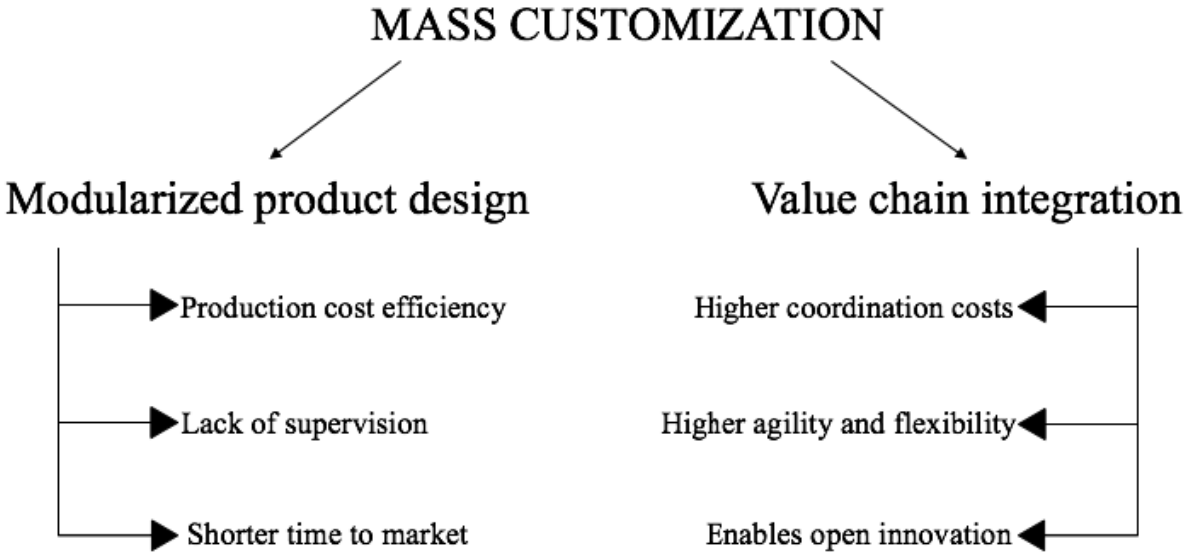 MASS CUSTOMIZATION
Modularized product design
Production cost efficiency
Lack of supervision
Shorter time to market
Value chain integration
Higher coordination costs
Higher agility and flexibility
Enables open innovation